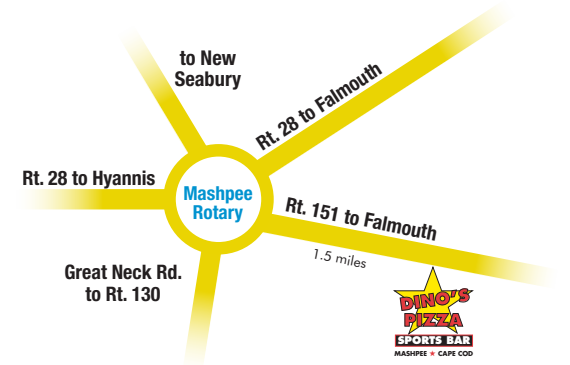 to New
Seabury
Rt. 28 to Falmouth
Rt. 28 to Hyannis
Mashpee
Rotary
Rt. 151 to Falmouth
1.5 miles
Great Neck Rd.
to Rt. 130
DINO'S
PIZZA
SPORTS BAR
MASHPEE ★ CAPE COD